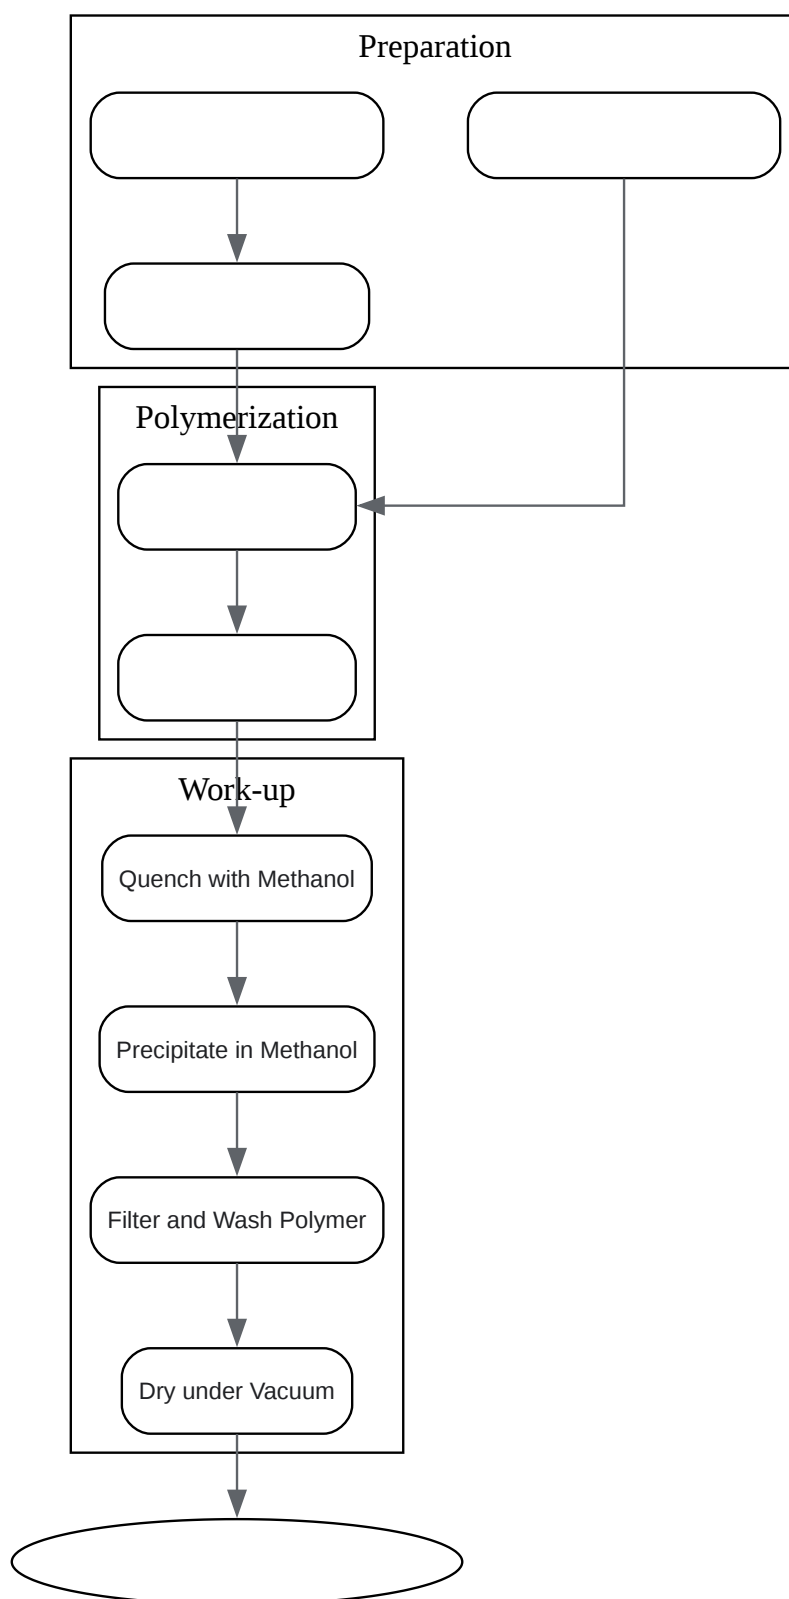 Preparation
Polymerization
Work-up
Quench with Methanol
Precipitate in Methanol
Filter and Wash Polymer
Dry under Vacuum